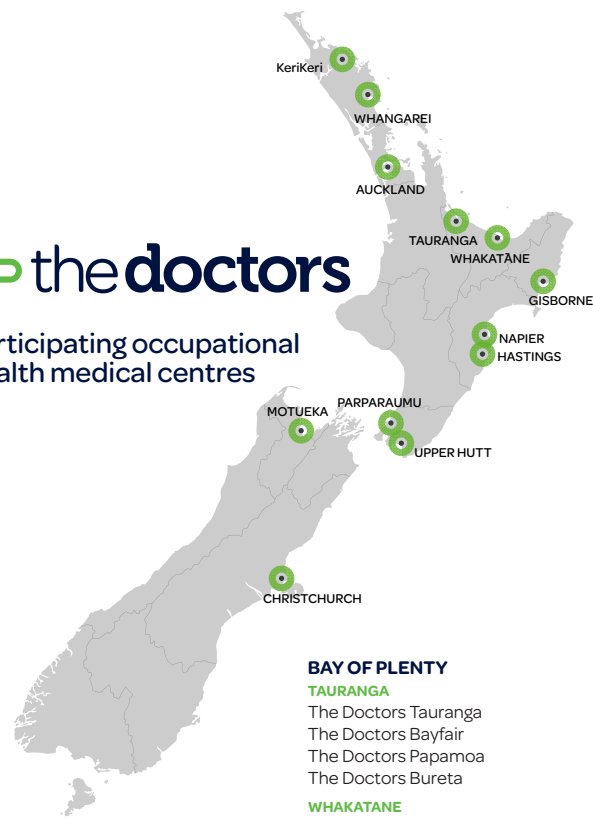 KeriKeri
WHANGAREI
AUCKLAND
TAURANGA
WHAKATANE
GISBORNE
the doctors
NAPIER
HASTINGS
rticipating occupational
alth medical centres
PARPARAUMU
MOTUEKA
UPPER HUTT
CHRISTCHURCH
BAY OF PLENTY
TAURANGA
The Doctors Tauranga
The Doctors Bayfair
The Doctors Papamoa
The Doctors Bureta
WHAKATANE